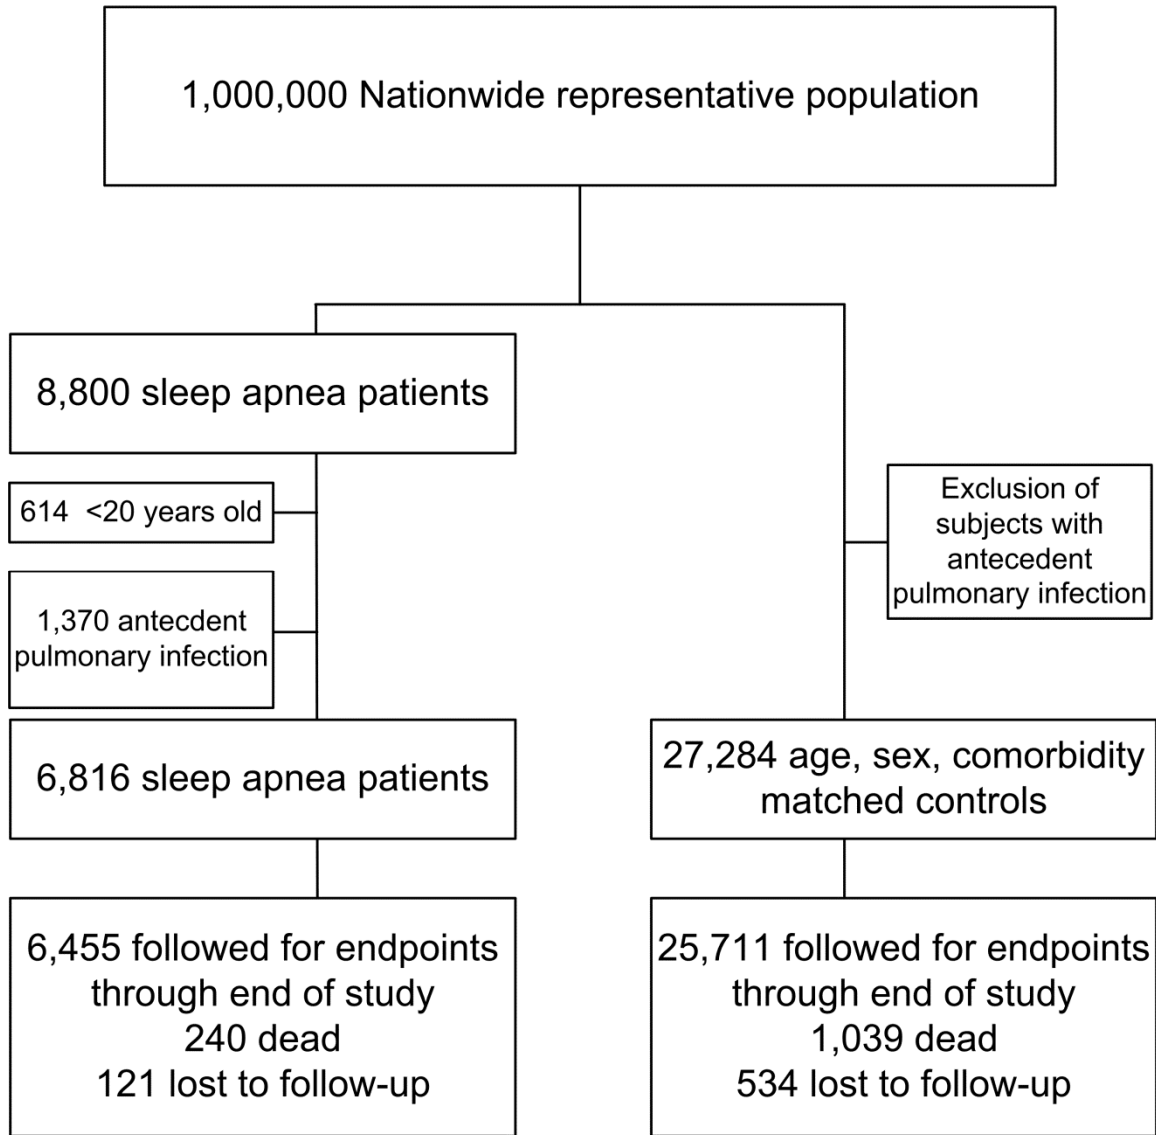 1,000,000 Nationwide representative population
8,800 sleep apnea patients
614 <20 years old
Exclusion of
subjects with
antecedent
pulmonary infection
1,370 antecdent
pulmonary infection
6,816 sleep apnea patients
27,284 age, sex, comorbidity
matched controls
6,455 followed for endpoints
through end of study
240 dead
121 lost to follow-up
25,711 followed for endpoints
through end of study
1,039 dead
534 lost to follow-up